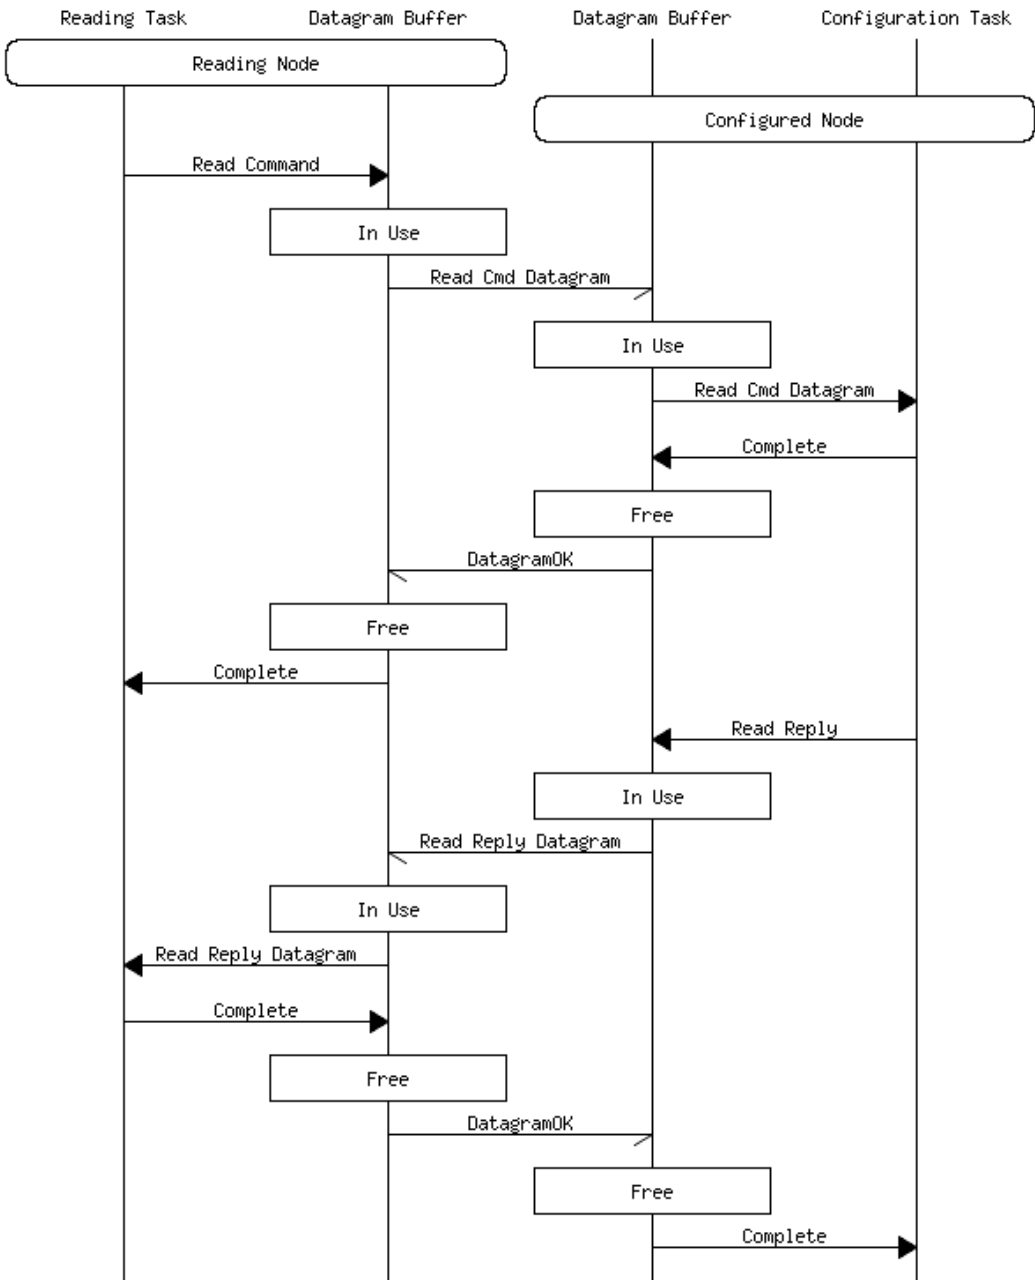 Reading Task
Datagram Buffer
Datagram Buffer
Configuration Task
Reading Node
Configured Node
Read Command
In Use
Read Cmd Datagram
In Use
Read Cmd Datagram
Complete
Free
DatagramOK
Free
Complete
Read Reply
In Use
Read Reply Datagram
In Use
Read Reply Datagram
Complete
Free
DatagramOK
Free
Complete